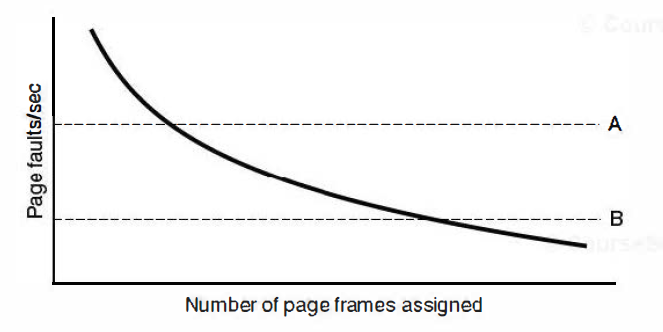 A
Page faults/sec
B
Number of page frames assigned